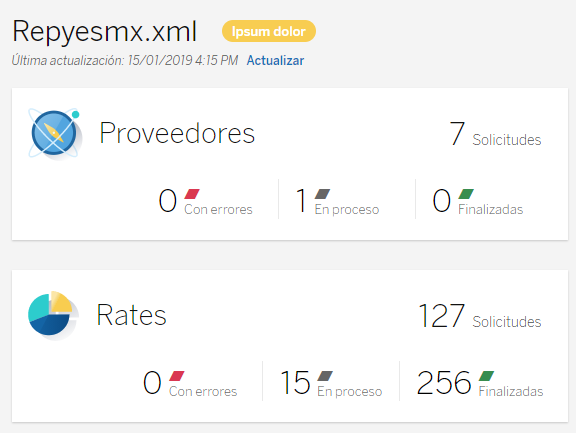 Repyesmx.xml Ipsum dolor
Última actualización: 15/01/2019 4:15 PM Actualizar
Proveedores 7 Solicitudes
0 Con errores 1 En proceso 0 Finalizadas
Rates 127 Solicitudes
0 Con errores 15 En proceso 256 Finalizadas